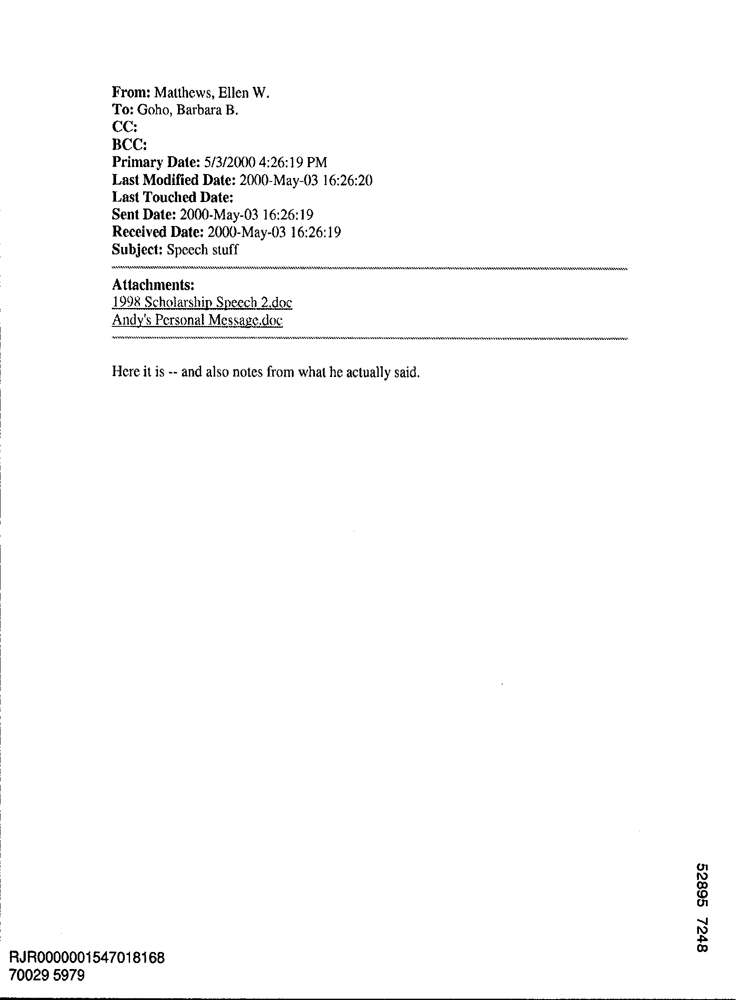 From: Matthews, Ellen W.
To: Goho, Barbara B.
CC:
BCC:
Primary Date: 5/3/2000 4:26:19 PM
Last Modified Date: 2000-May-03 16:26:20
Last Touched Date:
Sent Date: 2000-May-03 16:26:19
Received Date: 2000-May-03 16:26:19
Subject: Speech stuff
Attachments:
1998 Scholarship Speech 2.doc
Andy's Personal Message.doc
Here it is -- and also notes from what he actually said.
52895 7248
RJR0000001547018168
70029 5979